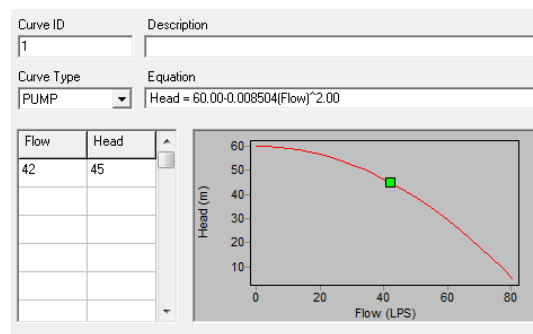 Curve ID
Description
1
Curve Type
Equation
PUMP
Head = 60.00-0.008504(Flow)^2.00
Flow Head
42 45
60
50
40
30
20
10
Head (m)
0 20 40 60 80
Flow (LPS)